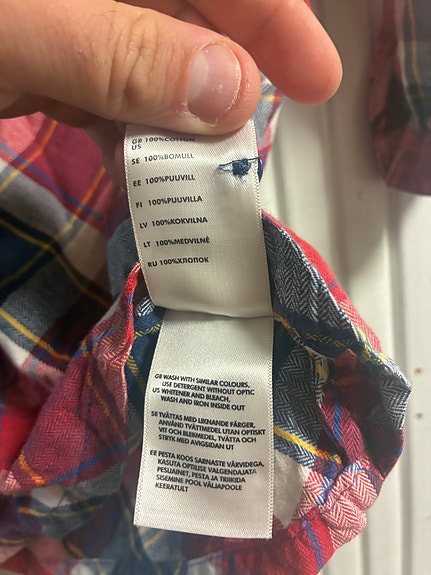 GB 100%COTTON
US
SE 100%BOMULL
EE 100%PUUVILL
FI 100%PUUVILLA
LV 100%KOKVILNA
LT 100%MEDVILNĖ
RU 100%ХЛОПОК
GB WASH WITH SIMILAR COLOURS,
USE DETERGENT WITHOUT OPTIC
US WHITENER AND BLEACH,
WASH AND IRON INSIDE OUT
SE TVÄTTAS MED LIKNANDE FÄRGER,
ANVÄND TVÄTTMEDEL UTAN OPTISKT
VIT OCH BLEKMEDEL, TVÄTTA OCH
STRYK MED AVIGSIDAN UT
EE PESTA KOOS SARNASTE VÄRVIDEGA,
KASUTA OPTILISE VALGENDAJATA
PESUAINET, PESTA JA TRIIKIDA
SISEMINE POOL VÄLJAPOOLE
KEERATULT